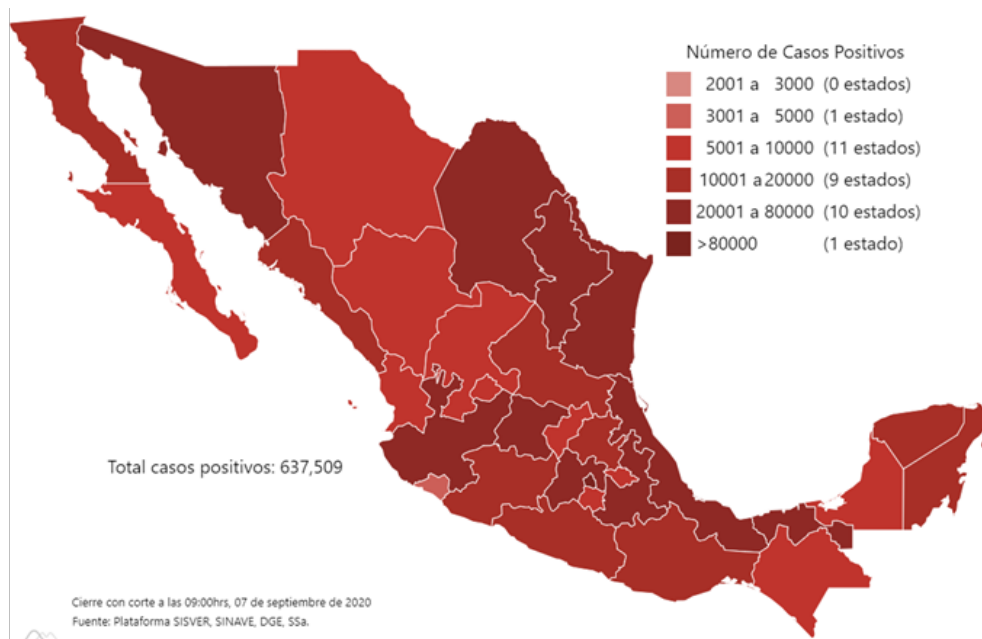 Número de Casos Positivos
2001 a 3000 (0 estados)
3001 a 5000 (1 estado)
5001 a 10000 (11 estados)
10001 a 20000 (9 estados)
20001 a 80000 (10 estados)
>80000 (1 estado)
Total casos positivos: 637,509
Cierre con corte a las 09:00hrs, 07 de septiembre de 2020
Fuente: Plataforma SISVER, SINAVE, DGE, SSa.